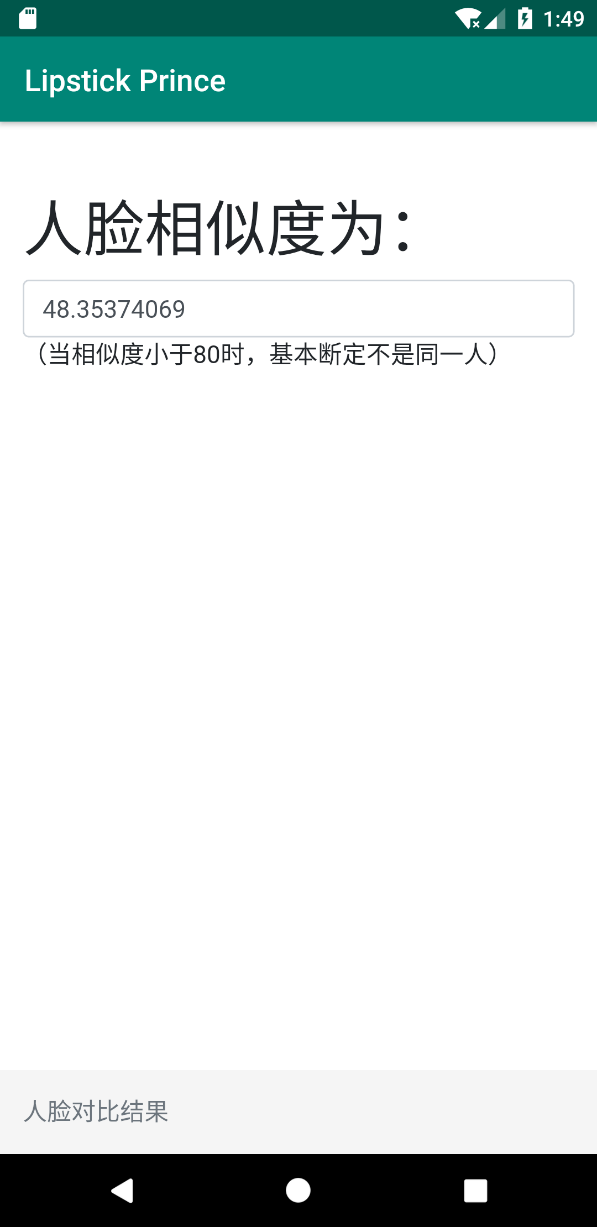 1:49
Lipstick Prince
人脸相似度为：
48.35374069
（当相似度小于80时，基本断定不是同一人）
人脸对比结果